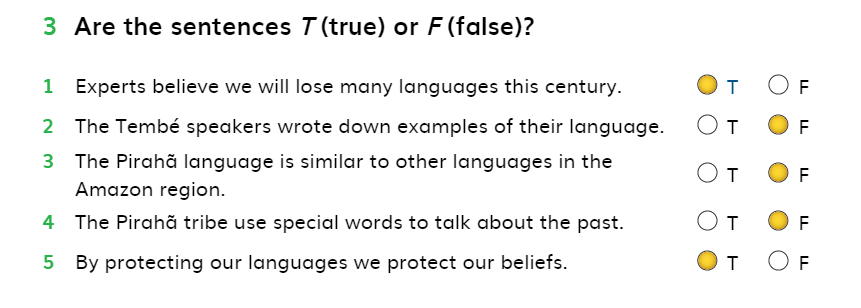 3 Are the sentences T (true) or F (false)?
1 Experts believe we will lose many languages this century. T F
2 The Tembé speakers wrote down examples of their language. T F
3 The Pirahã language is similar to other languages in the
Amazon region. T F
4 The Pirahã tribe use special words to talk about the past. T F
5 By protecting our languages we protect our beliefs. T F